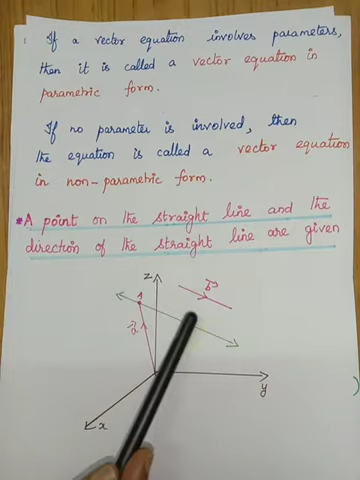 If a vector equation involves parameters,
then it is called a vector equation in
parametric form.
If no parameter is involved, then
the equation is called a vector equation
in non-parametric form.
*A point on the straight line and the
direction of the straight line are given
z
b
A
a
y
x